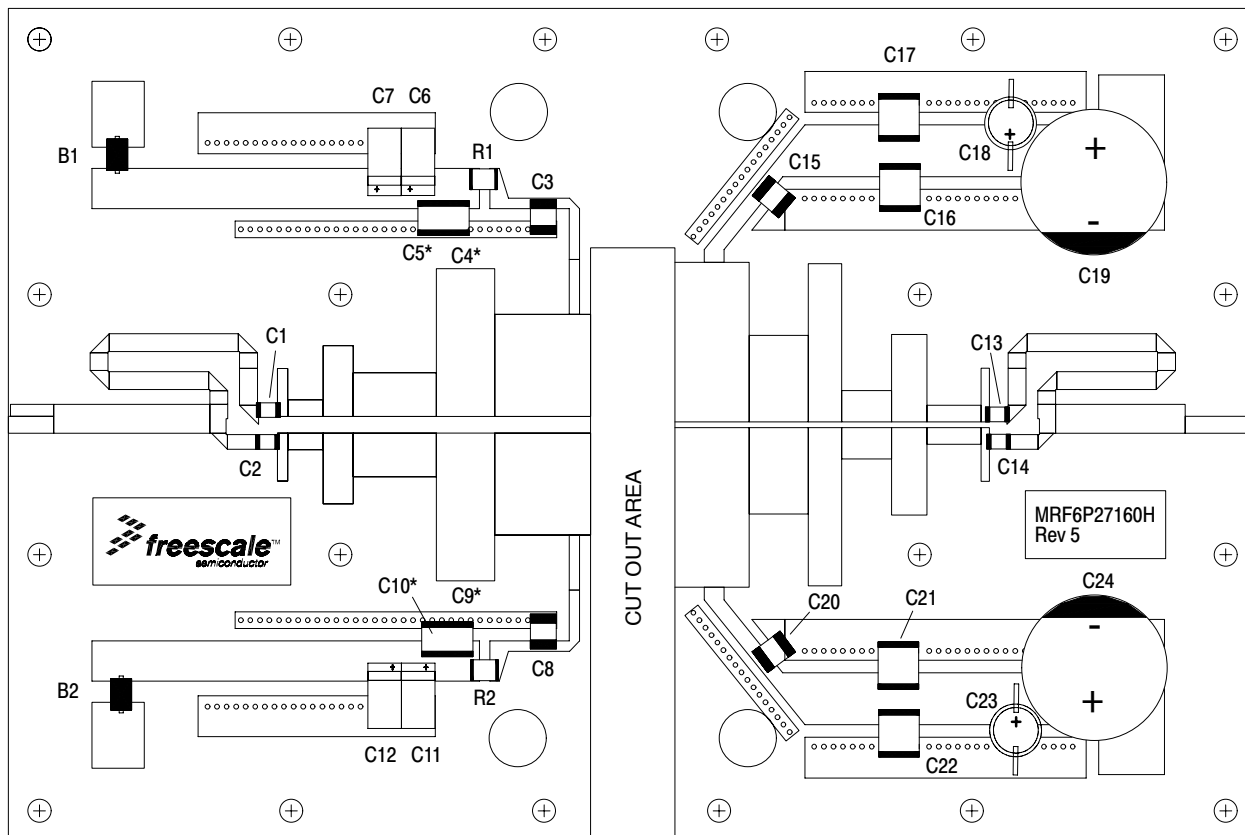 C17
C7 C6
B1
R1
C3
C15
C18
+
+
C16
-
C5* C4*
C19
C1
C13
C2
C14
CUT OUT AREA
MRF6P27160H
Rev 5
freescale™
semiconductor
C10* C9*
C20 C21
C24
-
C8
B2
R2
C23
+
+
C12 C11
C22